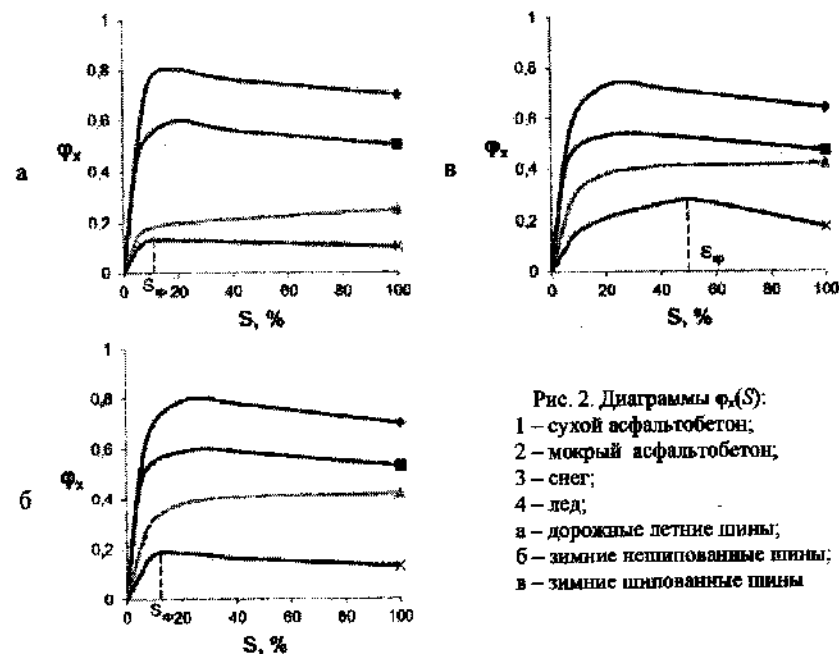 1
0,8
0,6
φₓ
0,4
0,2
0
0 Sкр 20 40 60 80 100
S, %
а
1
0,8
0,6
φₓ
0,4
0,2
0
0 20 40 60 80 100
Sкр
S, %
в
1
0,8
0,6
φₓ
0,4
0,2
0
0 Sкр 20 40 60 80 100
S, %
б
Рис. 2. Диаграммы φₓ(S):
1 – сухой асфальтобетон;
2 – мокрый асфальтобетон;
3 – снег;
4 – лед;
а – дорожные летние шины;
б – зимние нешипованные шины;
в – зимние шипованные шины